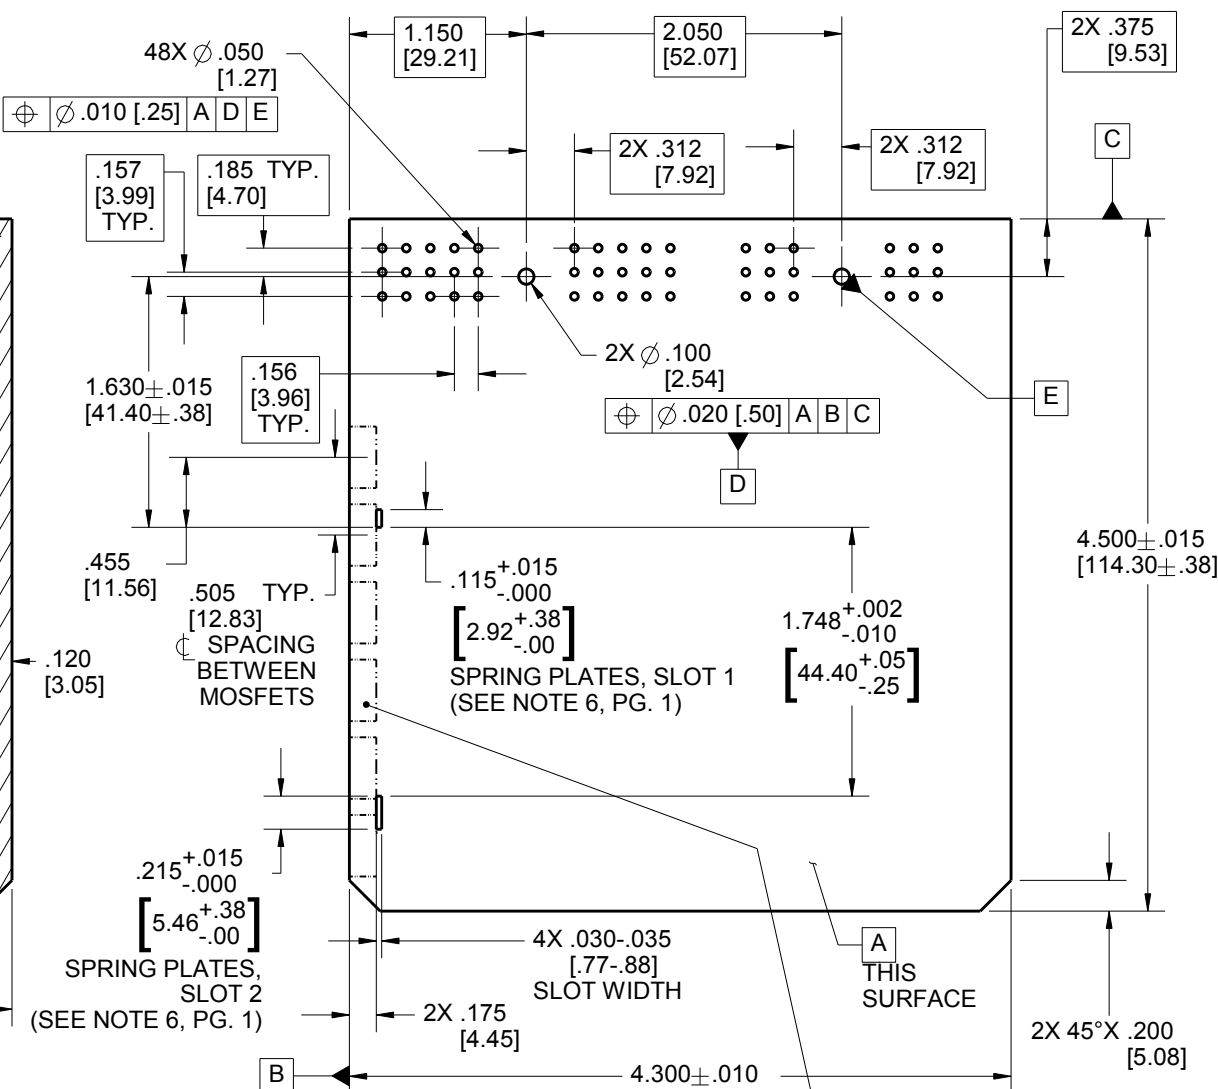 1.150
[29.21]
2.050
[52.07]
2X .375
[9.53]
48X ∅ .050
[1.27]
⌖ ∅ .010 [.25] A D E
2X .312
[7.92]
2X .312
[7.92]
C
.157
[3.99]
TYP.
.185 TYP.
[4.70]
1.630±.015
[41.40±.38]
.156
[3.96]
TYP.
2X ∅ .100
[2.54]
⌖ ∅ .020 [.50] A B C
D
E
.455
[11.56]
.505 TYP.
[12.83]
℄ SPACING
BETWEEN
MOSFETS
.120
[3.05]
.115 +.015
-.000
[2.92 +.38
-.00]
SPRING PLATES, SLOT 1
(SEE NOTE 6, PG. 1)
1.748 +.002
-.010
[44.40 +.05
-.25]
4.500±.015
[114.30±.38]
.215 +.015
-.000
[5.46 +.38
-.00]
SPRING PLATES,
SLOT 2
(SEE NOTE 6, PG. 1)
4X .030-.035
[.77-.88]
SLOT WIDTH
A
THIS
SURFACE
2X .175
[4.45]
2X 45°X .200
[5.08]
B
4.300±.010